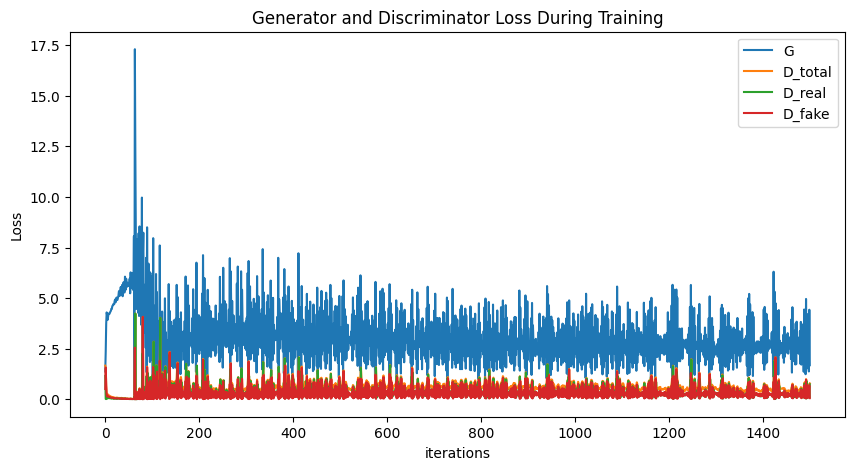 Generator and Discriminator Loss During Training
17.5
15.0
12.5
10.0
7.5
5.0
2.5
0.0
Loss
G
D_total
D_real
D_fake
0 200 400 600 800 1000 1200 1400
iterations